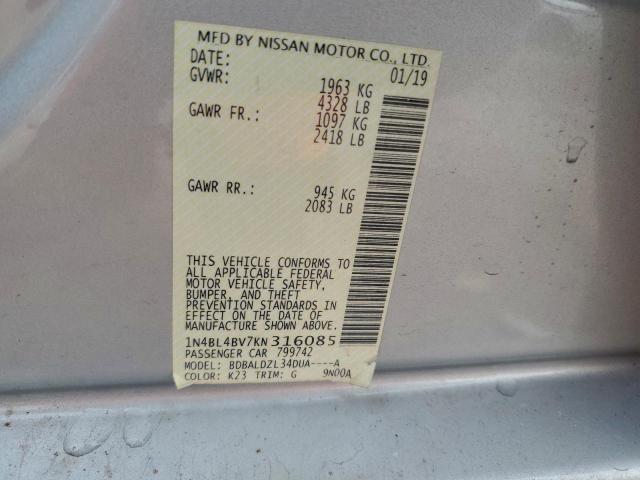 MFD BY NISSAN MOTOR CO., LTD.
DATE: 01/19
GVWR: 1963 KG
4328 LB
GAWR FR.: 1097 KG
2418 LB
GAWR RR.: 945 KG
2083 LB
THIS VEHICLE CONFORMS TO
ALL APPLICABLE FEDERAL
MOTOR VEHICLE SAFETY,
BUMPER, AND THEFT
PREVENTION STANDARDS IN
EFFECT ON THE DATE OF
MANUFACTURE SHOWN ABOVE.
1N4BL4BV7KN316085
PASSENGER CAR 799742
MODEL: BDBALDZL34DUA----A
COLOR: K23 TRIM: G 9N00A